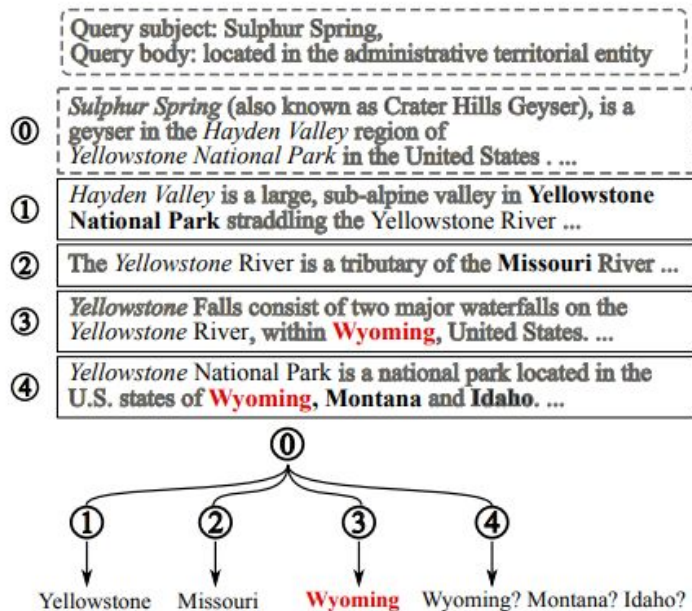 Query subject: Sulphur Spring,
Query body: located in the administrative territorial entity
⓪
Sulphur Spring (also known as Crater Hills Geyser), is a
geyser in the Hayden Valley region of
Yellowstone National Park in the United States . ...
①
Hayden Valley is a large, sub-alpine valley in Yellowstone
National Park straddling the Yellowstone River ...
②
The Yellowstone River is a tributary of the Missouri River ...
③
Yellowstone Falls consist of two major waterfalls on the
Yellowstone River, within Wyoming, United States. ...
④
Yellowstone National Park is a national park located in the
U.S. states of Wyoming, Montana and Idaho. ...
⓪
① ② ③ ④
Yellowstone Missouri Wyoming Wyoming? Montana? Idaho?